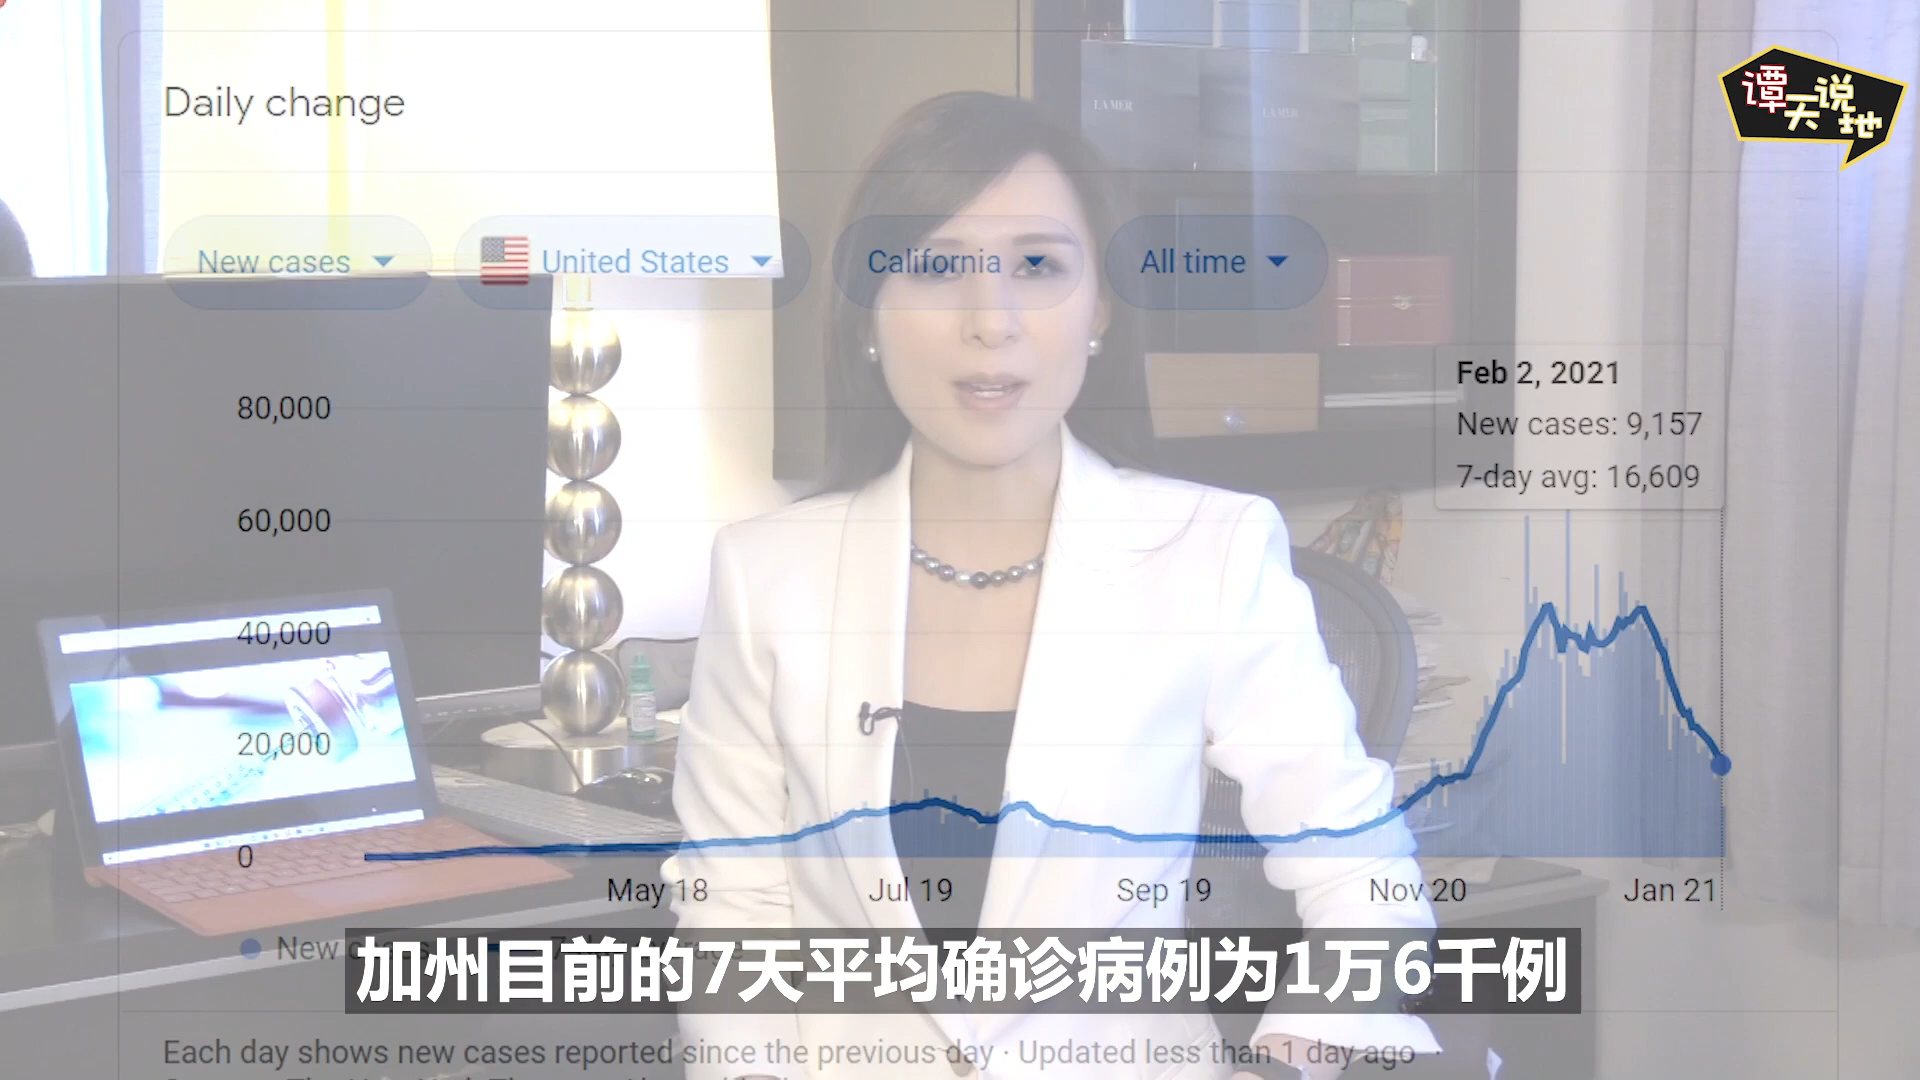 谭天说地
Daily change
LA MER
LA MER
New cases
United States
California
All time
Feb 2, 2021
New cases: 9,157
7-day avg: 16,609
80,000
60,000
40,000
20,000
0
May 18
Jul 19
Sep 19
Nov 20
Jan 21
New
加州目前的7天平均确诊病例为1万6千例
Each day shows new cases reported since the previous day · Updated less than 1 day ago ·